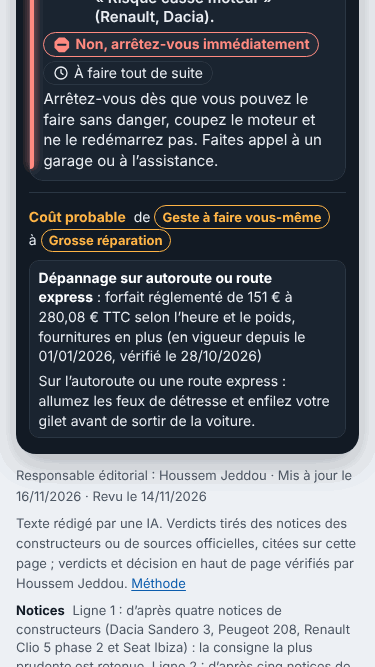 « Risque casse moteur »
(Renault, Dacia).
Non, arrêtez-vous immédiatement
À faire tout de suite
Arrêtez-vous dès que vous pouvez le
faire sans danger, coupez le moteur et
ne le redémarrez pas. Faites appel à un
garage ou à l’assistance.
Coût probable de Geste à faire vous-même
à Grosse réparation
Dépannage sur autoroute ou route
express : forfait réglementé de 151 € à
280,08 € TTC selon l’heure et le poids,
fournitures en plus (en vigueur depuis le
01/01/2026, vérifié le 28/10/2026)
Sur l’autoroute ou une route express :
allumez les feux de détresse et enfilez votre
gilet avant de sortir de la voiture.
Responsable éditorial : Houssem Jeddou · Mis à jour le
16/11/2026 · Revu le 14/11/2026
Texte rédigé par une IA. Verdicts tirés des notices des
constructeurs ou de sources officielles, citées sur cette
page ; verdicts et décision en haut de page vérifiés par
Houssem Jeddou. Méthode
Notices Ligne 1 : d’après quatre notices de
constructeurs (Dacia Sandero 3, Peugeot 208, Renault
Clio 5 phase 2 et Seat Ibiza) : la consigne la plus
prudente est retenue. Ligne 2 : d’après cinq notices de